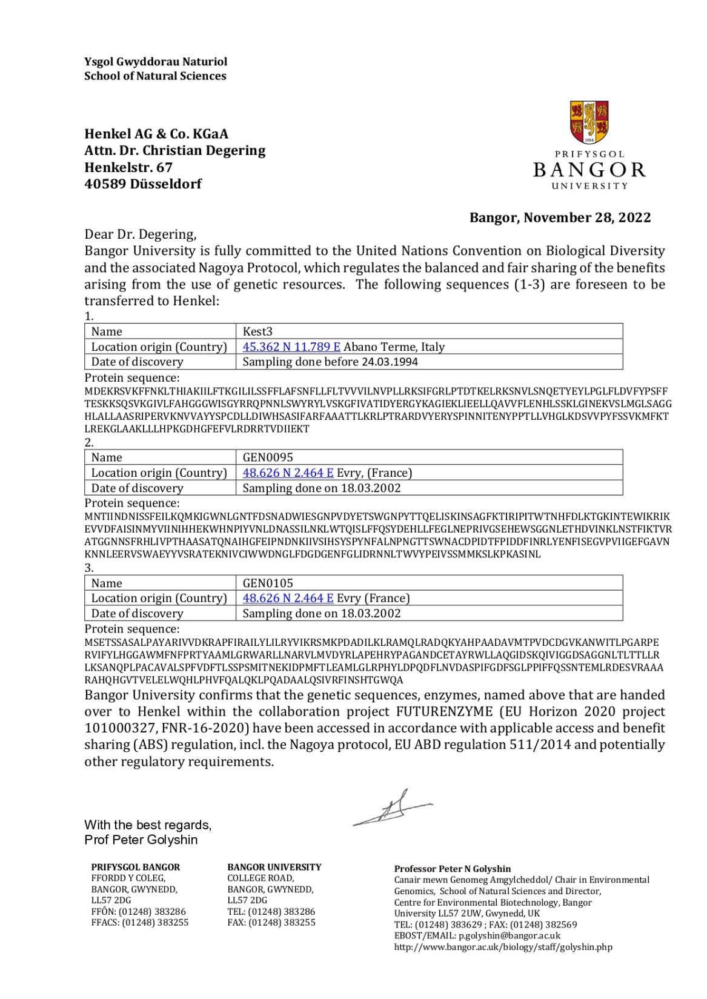 Ysgol Gwyddorau Naturiol
School of Natural Sciences
Henkel AG & Co. KGaA
Attn. Dr. Christian Degering
Henkelstr. 67
40589 Düsseldorf
1884
PRIFYSGOL
BANGOR
UNIVERSITY
Bangor, November 28, 2022
Dear Dr. Degering,
Bangor University is fully committed to the United Nations Convention on Biological Diversity
and the associated Nagoya Protocol, which regulates the balanced and fair sharing of the benefits
arising from the use of genetic resources.  The following sequences (1-3) are foreseen to be
transferred to Henkel:
1.
Name Kest3
Location origin (Country) 45.362 N 11.789 E Abano Terme, Italy
Date of discovery Sampling done before 24.03.1994
Protein sequence:
MDEKRSVKFFNKLTHIAKIILFTKGILILSSFFLAFSNFLLFLTVVVILNVPLLRKSIFGRLPTDTKELRKSNVLSNQETYEYLPGLFLDVFYPSFF
TESKKSQSVKGIVLFAHGGGWISGYRRQPNNLSWYRYLVSKGFIVATIDYERGYKAGIEKLIEELLQAVVFLENHLSSKLGINEKVSLMGLSAGG
HLALLAASRIPERVKNVVAYYSPCDLLDIWHSASIFARFAAATTLKRLPTRARDVYERYSPINNITENYPPTLLVHGLKDSVVPYFSSVKMFKT
LREKGLAAKLLLHPKGDHGFEFVLRDRRTVDIIEKT
2.
Name GEN0095
Location origin (Country) 48.626 N 2.464 E Evry, (France)
Date of discovery Sampling done on 18.03.2002
Protein sequence:
MNTIINDNISSFEILKQMKIGWNLGNTFDSNADWIESGNPVDYETSWGNPYTTQELISKINSAGFKTIRIPITWTNHFDLKTGKINTEWIKRIK
EVVDFAISINMYVIINIHHEKWHNPIYVNLDNASSILNKLWTQISLFFQSYDEHLLFEGLNEPRIVGSEHEWSGGNLETHDVINKLNSTFIKTVR
ATGGNNSFRHLIVPTHAASATQNAIHGFEIPNDNKIIVSIHSYSPYNFALNPNGTTSWNACDPIDTFPIDDFINRLYENFISEGVPVIIGEFGAVN
KNNLEERVSWAEYYVSRATEKNIVCIWWDNGLFDGDGENFGLIDRNNLTWVYPEIVSSMMKSLKPKASINL
3.
Name GEN0105
Location origin (Country) 48.626 N 2.464 E Evry (France)
Date of discovery Sampling done on 18.03.2002
Protein sequence:
MSETSSASALPAYARIVVDKRAPFIRAILYLILRYVIKRSMKPDADILKLRAMQLRADQKYAHPAADAVMTPVDCDGVKANWITLPGARPE
RVIFYLHGGAWMFNFPRTYAAMLGRWARLLNARVLMVDYRLAPEHRYPAGANDCETAYRWLLAQGIDSKQIVIGGDSAGGNLTLTTLLR
LKSANQPLPACAVALSPFVDFTLSSPSMITNEKIDPMFTLEAMLGLRPHYLDPQDFLNVDASPIFGDFSGLPPIFFQSSNTEMLRDESVRAAA
RAHQHGVTVELELWQHLPHVFQALQKLPQADAALQSIVRFINSHTGWQA
Bangor University confirms that the genetic sequences, enzymes, named above that are handed
over to Henkel within the collaboration project FUTURENZYME (EU Horizon 2020 project
101000327, FNR-16-2020) have been accessed in accordance with applicable access and benefit
sharing (ABS) regulation, incl. the Nagoya protocol, EU ABD regulation 511/2014 and potentially
other regulatory requirements.
With the best regards,
Prof Peter Golyshin
PRIFYSGOL BANGOR
FFORDD Y COLEG,
BANGOR, GWYNEDD,
LL57 2DG
FFÔN: (01248) 383286
FFACS: (01248) 383255
BANGOR UNIVERSITY
COLLEGE ROAD,
BANGOR, GWYNEDD,
LL57 2DG
TEL: (01248) 383286
FAX: (01248) 383255
Professor Peter N Golyshin
Canair mewn Genomeg Amgylcheddol/ Chair in Environmental
Genomics,  School of Natural Sciences and Director,
Centre for Environmental Biotechnology, Bangor
University LL57 2UW, Gwynedd, UK
TEL: (01248) 383629 ; FAX: (01248) 382569
EBOST/EMAIL: p.golyshin@bangor.ac.uk
http://www.bangor.ac.uk/biology/staff/golyshin.php